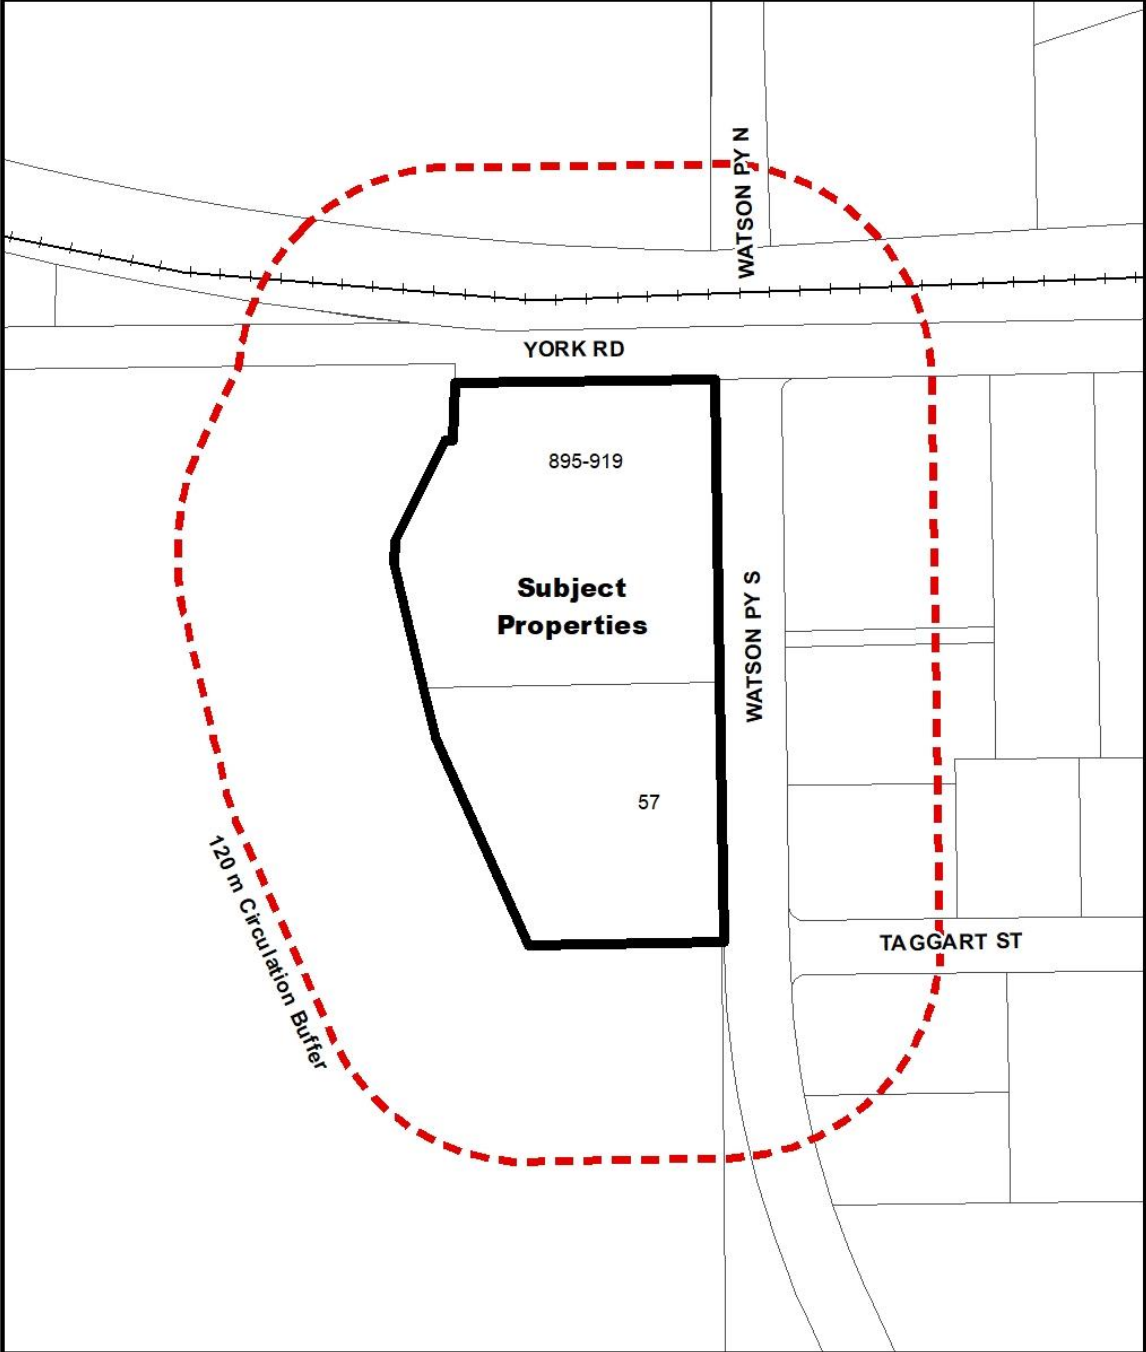 WATSON PY N
YORK RD
895-919
Subject
Properties
WATSON PY S
57
120 m Circulation Buffer
TAGGART ST